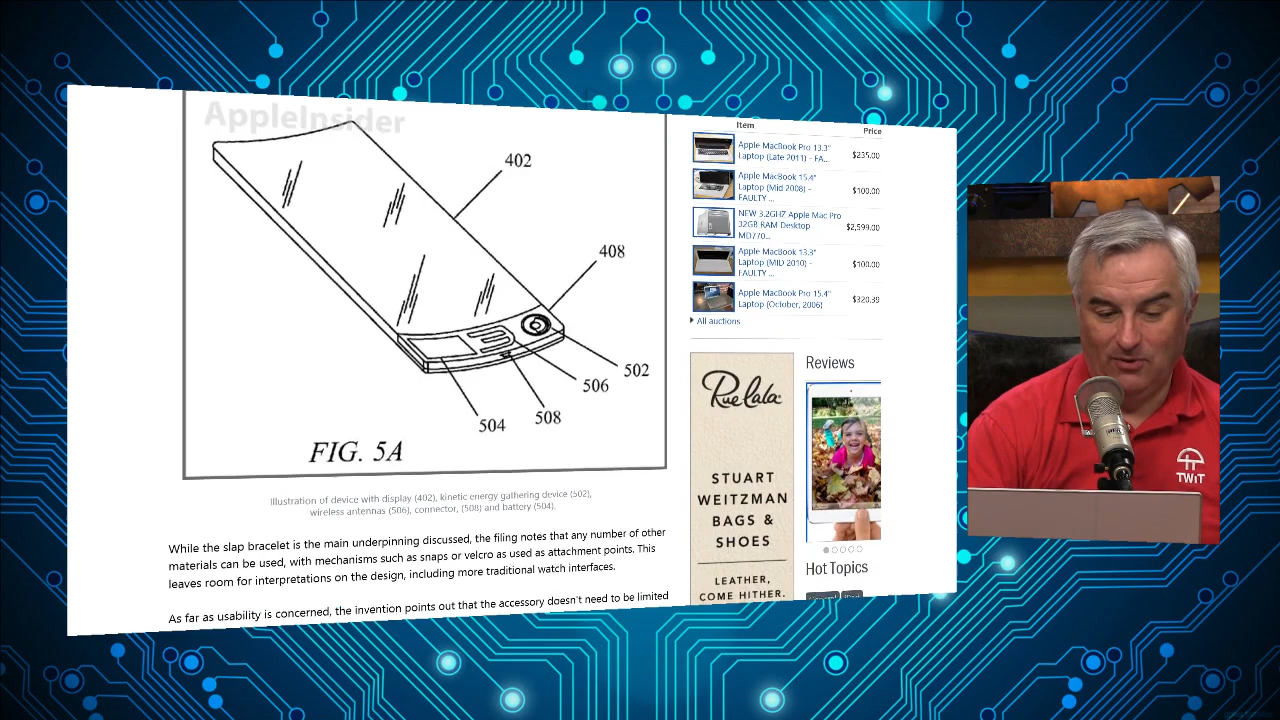 AppleInsider
402
408
502
506
508
504
FIG. 5A
Illustration of device with display (402), kinetic energy gathering device (502),
wireless antennas (506), connector, (508) and battery (504).
While the slap bracelet is the main underpinning discussed, the filing notes that any number of other
materials can be used, with mechanisms such as snaps or velcro as used as attachment points. This
leaves room for interpretations on the design, including more traditional watch interfaces.
As far as usability is concerned, the invention points out that the accessory doesn't need to be limited
Item Price
Apple MacBook Pro 13.3"
Laptop (Late 2011) - FA... $235.00
Apple MacBook 15.4"
Laptop (Mid 2008) -
FAULTY ... $100.00
NEW 3.2GHZ Apple Mac Pro
32GB RAM Desktop
MD770... $2,599.00
Apple MacBook 13.3"
Laptop (MID 2010) -
FAULTY ... $100.00
Apple MacBook Pro 15.4"
Laptop (October, 2006) $320.39
All auctions
RueLaLa
STUART
WEITZMAN
BAGS &
SHOES
LEATHER,
COME HITHER.
Reviews
Hot Topics
TWiT